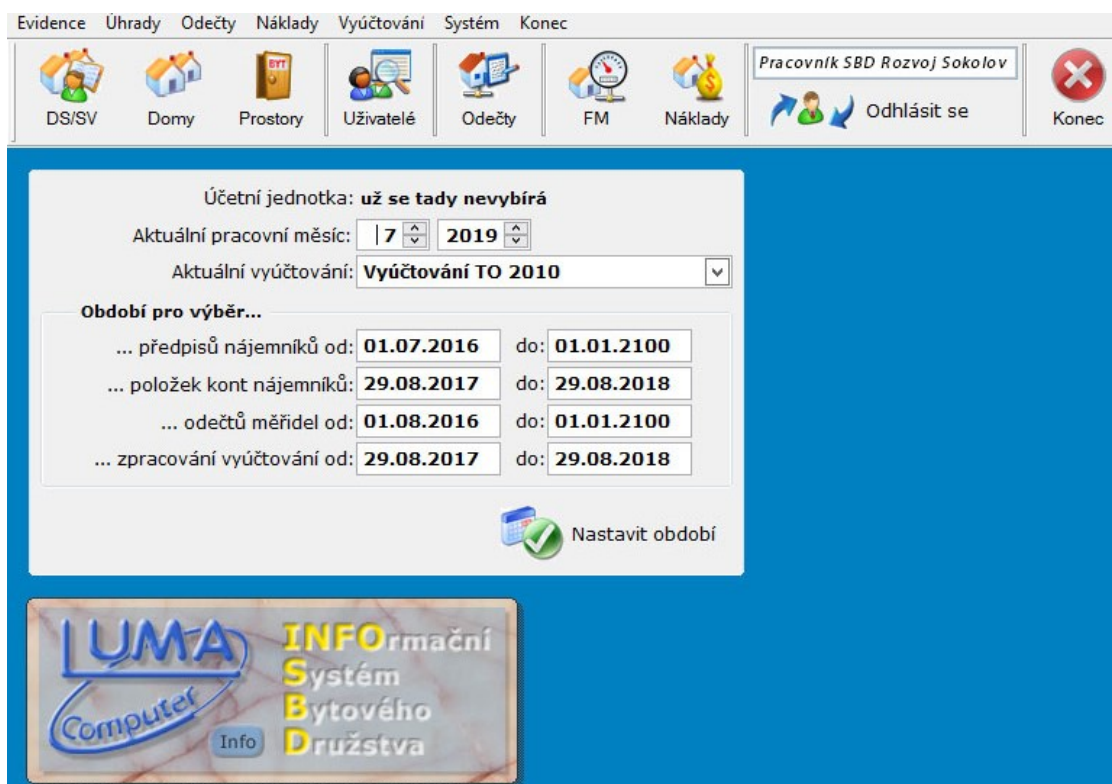 Evidence Úhrady Odečty Náklady Vyúčtování Systém Konec
Pracovník SBD Rozvoj Sokolov
BYT
Odhlásit se
DS/SV Domy Prostory Uživatelé Odečty FM Náklady Konec
Účetní jednotka: už se tady nevybírá
Aktuální pracovní měsíc: 7 2019
Aktuální vyúčtování: Vyúčtování TO 2010
Období pro výběr...
... předpisů nájemníků od: 01.07.2016 do: 01.01.2100
... položek kont nájemníků: 29.08.2017 do: 29.08.2018
... odečtů měřidel od: 01.08.2016 do: 01.01.2100
... zpracování vyúčtování od: 29.08.2017 do: 29.08.2018
Nastavit období
LUMA
Computer
Info
INFOrmační
Systém
Bytového
Družstva